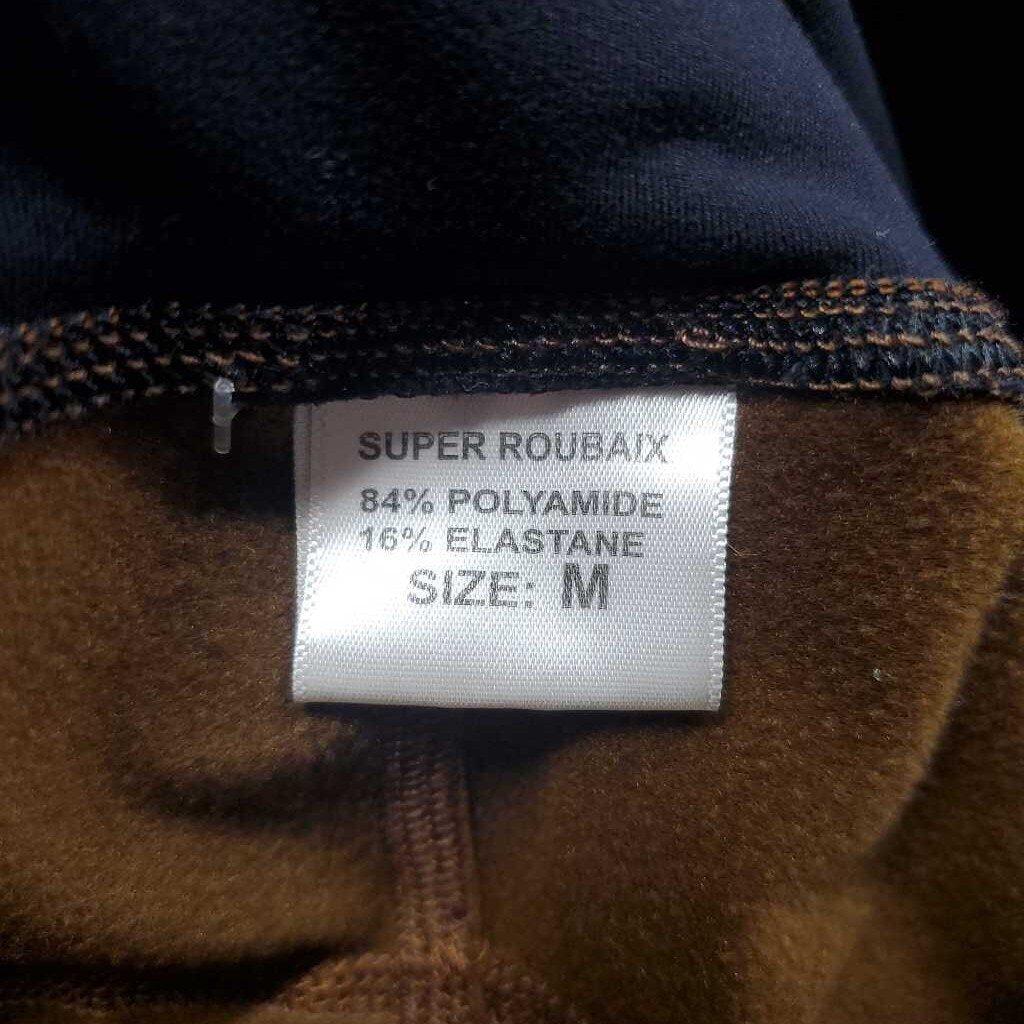 SUPER ROUBAIX
84% POLYAMIDE
16% ELASTANE
SIZE: M